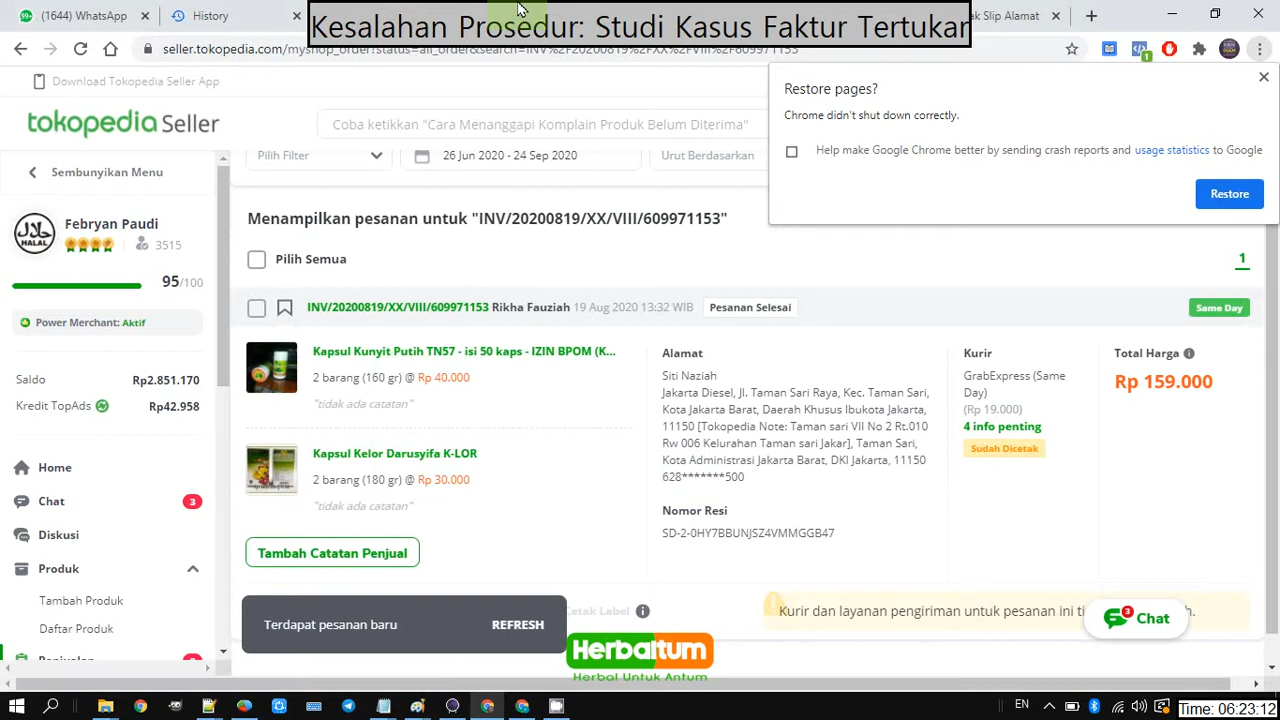 (1644) WhatsApp
History
Kesalahan Prosedur: Studi Kasus Faktur Tertukar
ak Slip Alamat
seller.tokopedia.com/myshop_order?status=all_order&search=INV%2F20200819%2FXX%2FVIII%2F609971153
Download Tokopedia Seller App
Restore pages?
Chrome didn't shut down correctly.
Help make Google Chrome better by sending crash reports and usage statistics to Google
Restore
tokopedia Seller
Coba ketikkan "Cara Menanggapi Komplain Produk Belum Diterima"
Sembunyikan Menu
Pilih Filter
26 Jun 2020 - 24 Sep 2020
Urut Berdasarkan
Febryan Paudi
3515
HALAL
حلال
95/100
Power Merchant: Aktif
Saldo
Rp2.851.170
Kredit TopAds
Rp42.958
Home
Chat
3
Diskusi
Produk
Tambah Produk
Daftar Produk
Penjualan
Menampilkan pesanan untuk "INV/20200819/XX/VIII/609971153"
Pilih Semua
1
INV/20200819/XX/VIII/609971153 Rikha Fauziah 19 Aug 2020 13:32 WIB
Pesanan Selesai
Same Day
Kapsul Kunyit Putih TN57 - isi 50 kaps - IZIN BPOM (K...
2 barang (160 gr) @ Rp 40.000
"tidak ada catatan"
Kapsul Kelor Darusyifa K-LOR
2 barang (180 gr) @ Rp 30.000
"tidak ada catatan"
Tambah Catatan Penjual
Alamat
Siti Naziah
Jakarta Diesel, Jl. Taman Sari Raya, Kec. Taman Sari,
Kota Jakarta Barat, Daerah Khusus Ibukota Jakarta,
11150 [Tokopedia Note: Taman sari VII No 2 Rt.010
Rw 006 Kelurahan Taman sari Jakar], Taman Sari,
Kota Administrasi Jakarta Barat, DKI Jakarta, 11150
628*******500
Nomor Resi
SD-2-0HY7BBUNJSZ4VMMGGB47
Kurir
GrabExpress (Same
Day)
(Rp 19.000)
4 info penting
Sudah Dicetak
Total Harga
Rp 159.000
Terdapat pesanan baru
REFRESH
Cetak Label
Kurir dan layanan pengiriman untuk pesanan ini ti
h.
3
Chat
Herbaltum
Herbal Untuk Antum
EN
Time: 06:23:12